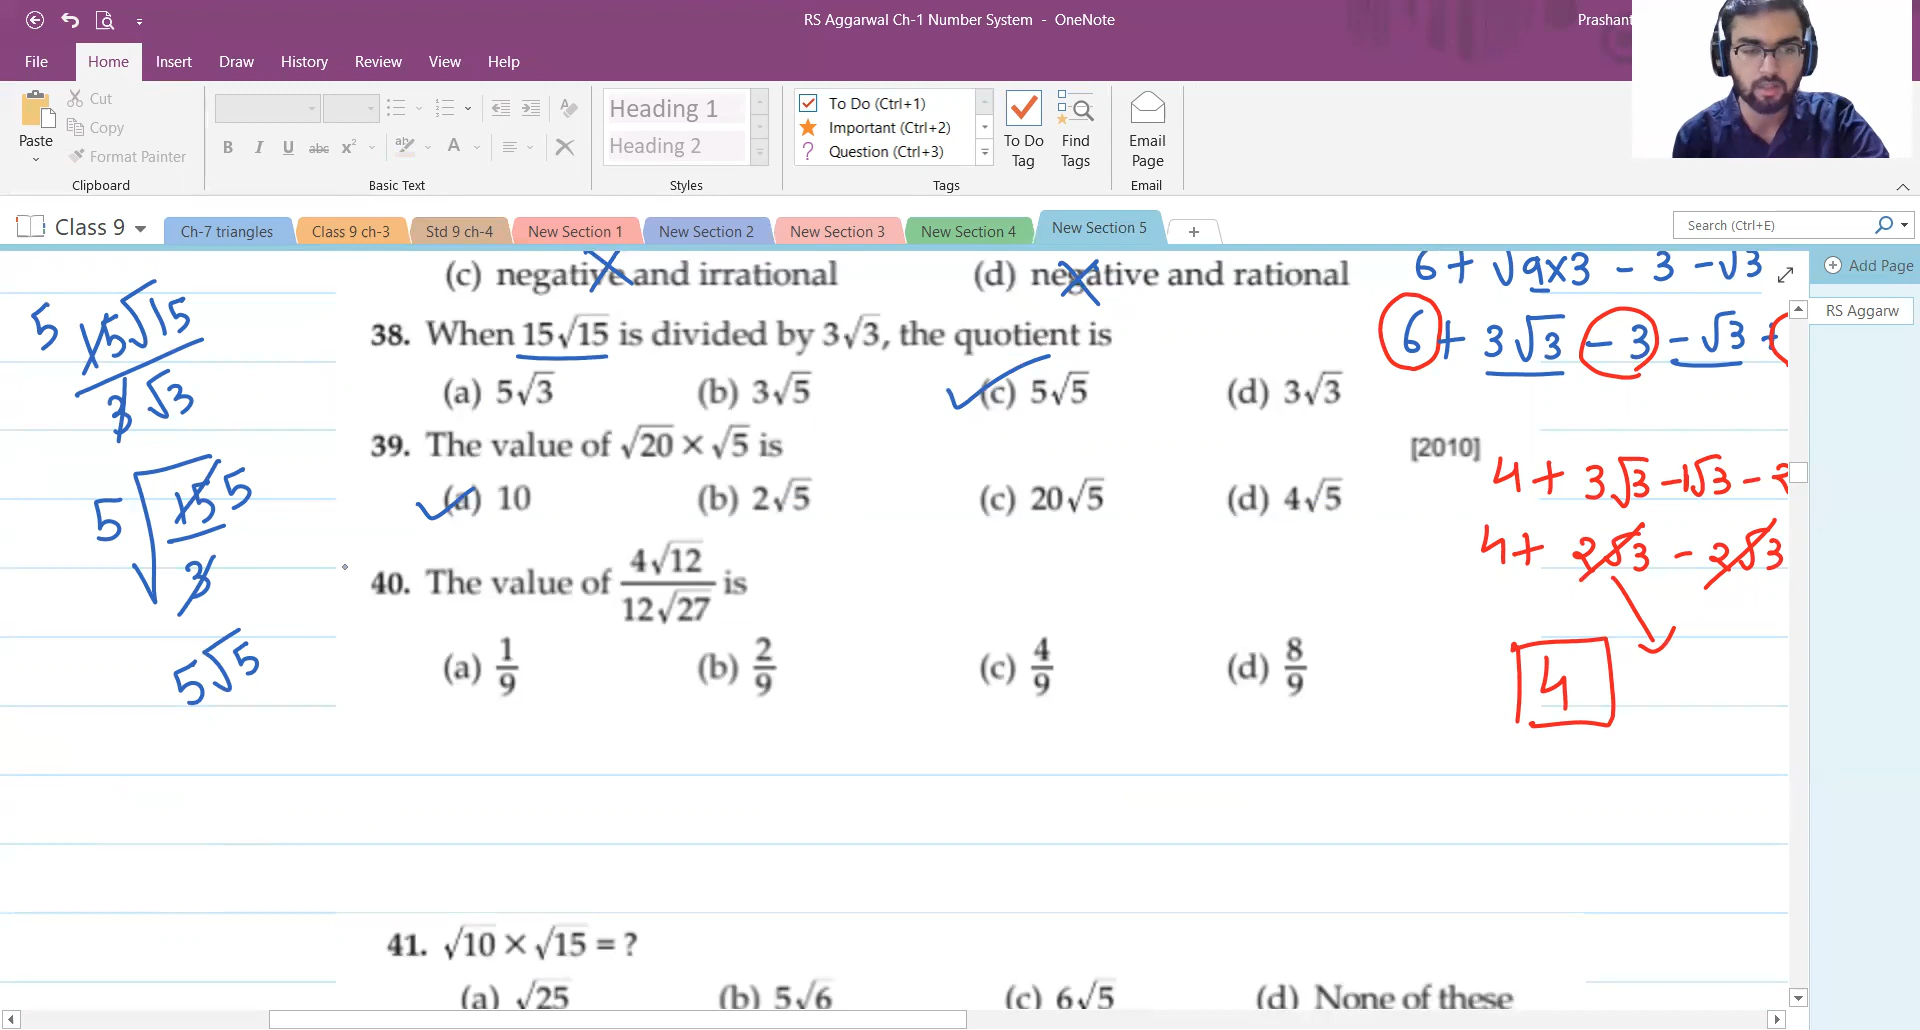 RS Aggarwal Ch-1 Number System - OneNote
Prashant
File Home Insert Draw History Review View Help
Paste
Cut
Copy
Format Painter
Clipboard
B I U abc x² A
Basic Text
Heading 1
Heading 2
Styles
To Do (Ctrl+1)
Important (Ctrl+2)
Question (Ctrl+3)
To Do Tag
Find Tags
Tags
Email Page
Email
Class 9
Ch-7 triangles
Class 9 ch-3
Std 9 ch-4
New Section 1
New Section 2
New Section 3
New Section 4
New Section 5
+
Search (Ctrl+E)
Add Page
RS Aggarw
(c) negative and irrational (d) negative and rational
38. When 15√15 is divided by 3√3, the quotient is
(a) 5√3 (b) 3√5 (c) 5√5 (d) 3√3
39. The value of √20 × √5 is [2010]
(a) 10 (b) 2√5 (c) 20√5 (d) 4√5
40. The value of 4√12 / 12√27 is
(a) 1/9 (b) 2/9 (c) 4/9 (d) 8/9
41. √10 × √15 = ?
(a) √25 (b) 5√6 (c) 6√5 (d) None of these
5 15√15
3√3
5 √15 5
3
5√5
6 + √9×3 - 3 - √3
6 + 3√3 - 3 - √3 +
4 + 3√3 - 1√3 -
4 + 2√3 - 2√3
4